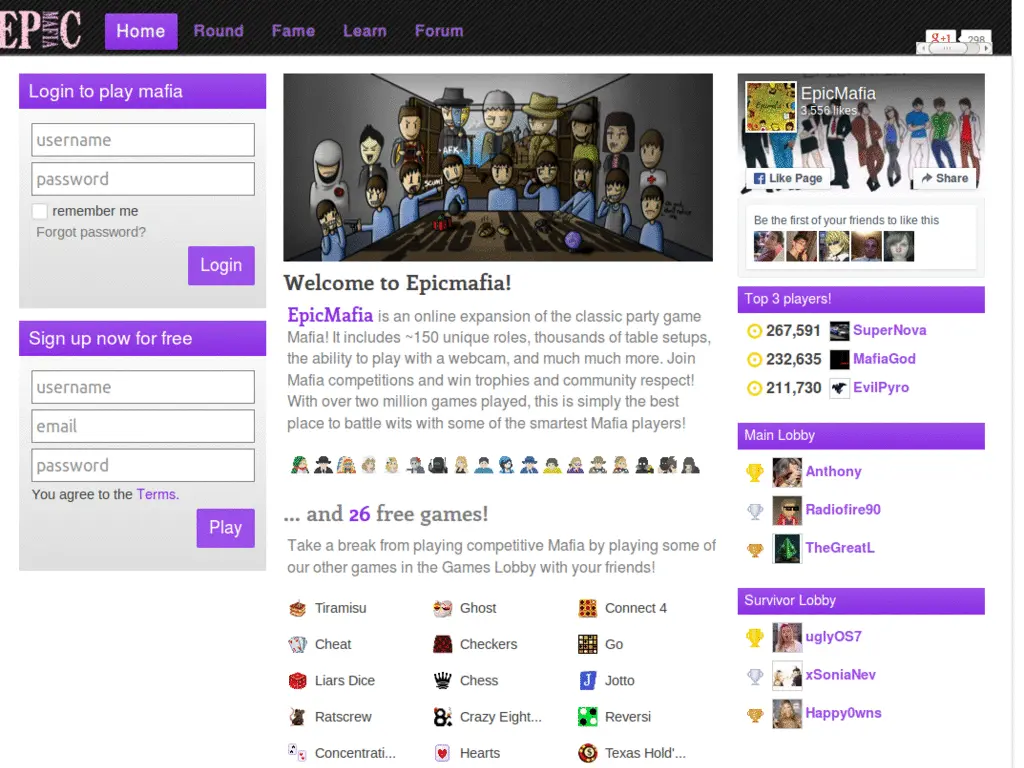 EPIC MAFIA
Home Round Fame Learn Forum
g+1 298
Login to play mafia
username
password
remember me
Forgot password?
Login
Sign up now for free
username
email
password
You agree to the Terms.
Play
AFK
SCUM!
EPIC MAFIA
Welcome to Epicmafia!
EpicMafia is an online expansion of the classic party game
Mafia! It includes ~150 unique roles, thousands of table setups,
the ability to play with a webcam, and much much more. Join
Mafia competitions and win trophies and community respect!
With over two million games played, this is simply the best
place to battle wits with some of the smartest Mafia players!
... and 26 free games!
Take a break from playing competitive Mafia by playing some of
our other games in the Games Lobby with your friends!
Tiramisu Ghost Connect 4
Cheat Checkers Go
Liars Dice Chess Jotto
Ratscrew Crazy Eight... Reversi
Concentrati... Hearts Texas Hold'...
EpicMafia
3,556 likes
Like Page Share
Be the first of your friends to like this
Top 3 players!
267,591 SuperNova
232,635 MafiaGod
211,730 EvilPyro
Main Lobby
Anthony
Radiofire90
TheGreatL
Survivor Lobby
uglyOS7
xSoniaNev
Happy0wns